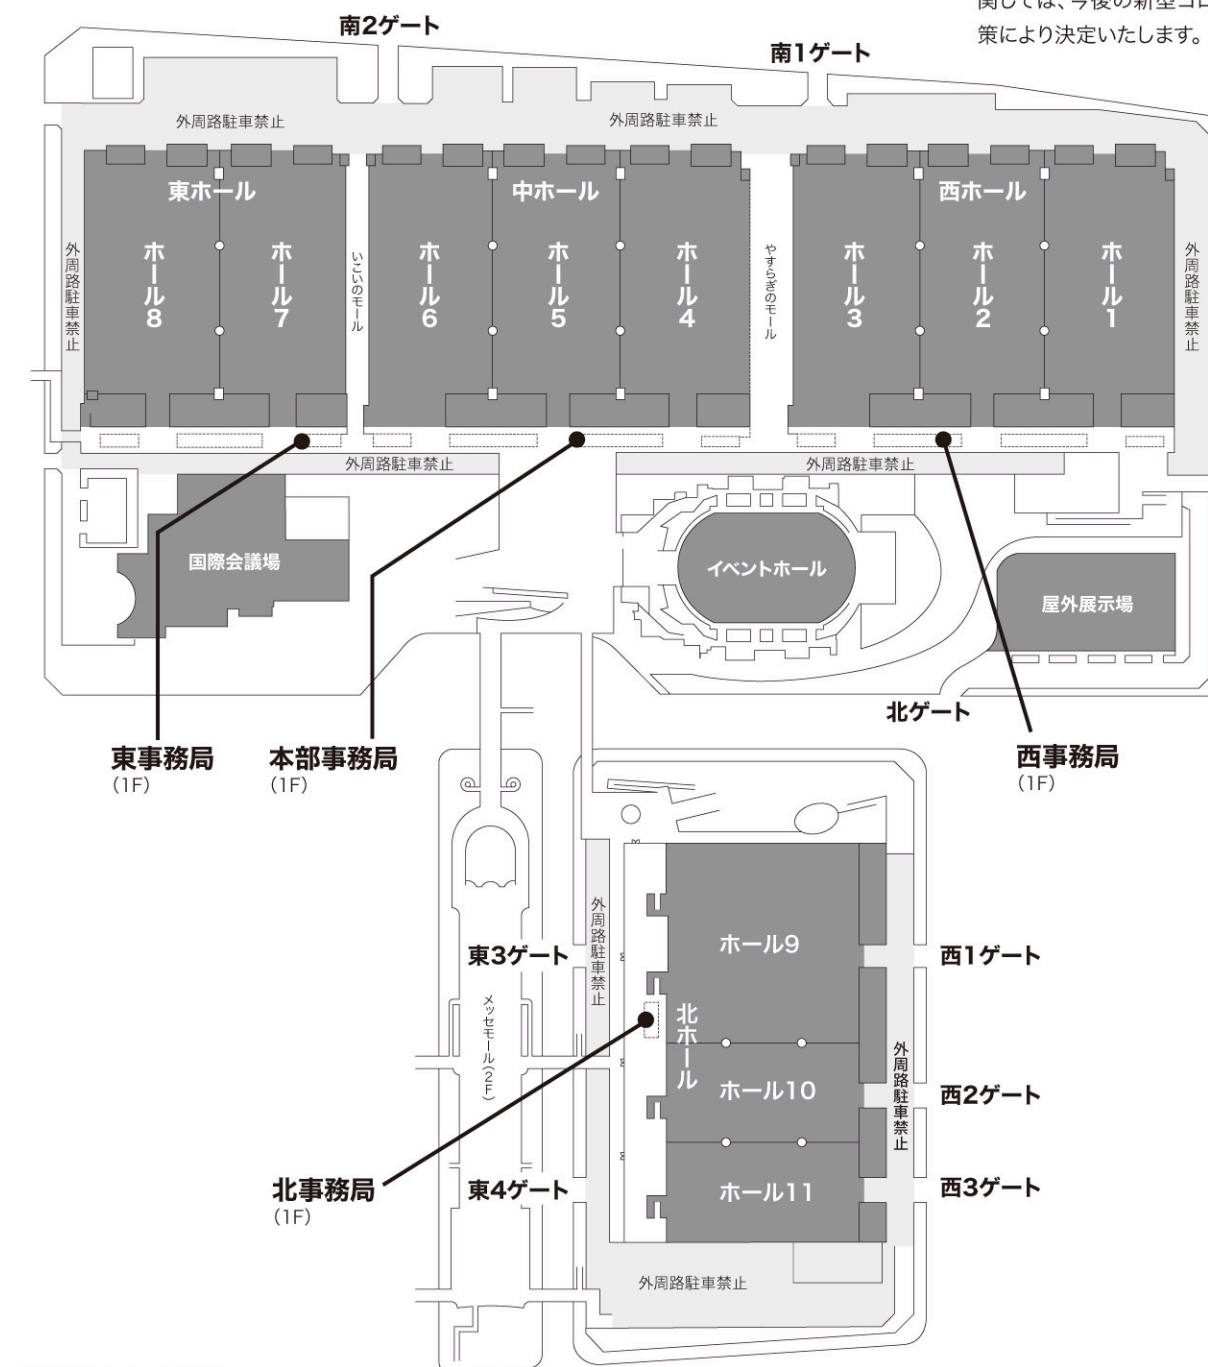 関しては、今後の新型コロ
策により決定いたします。
南2ゲート
南1ゲート
外周路駐車禁止
外周路駐車禁止
東ホール
中ホール
西ホール
外周路駐車禁止
ホール8
ホール7
いこいのモール
ホール6
ホール5
ホール4
やすらぎのモール
ホール3
ホール2
ホール1
外周路駐車禁止
外周路駐車禁止
外周路駐車禁止
国際会議場
イベントホール
屋外展示場
北ゲート
東事務局
(1F)
本部事務局
(1F)
西事務局
(1F)
外周路駐車禁止
ホール9
東3ゲート
西1ゲート
メッセモール(2F)
北ホール
外周路駐車禁止
ホール10
西2ゲート
北事務局
(1F)
東4ゲート
ホール11
西3ゲート
外周路駐車禁止